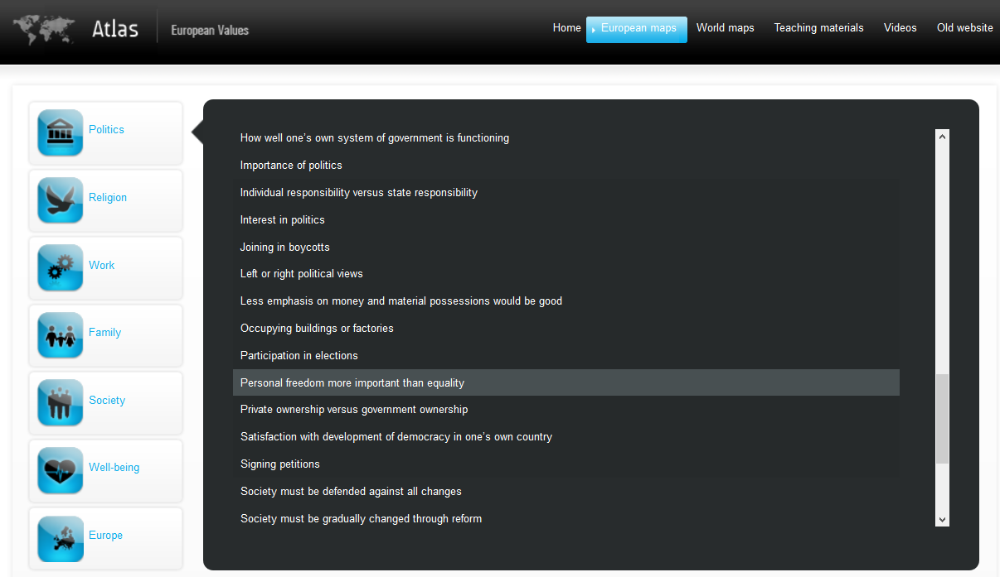 Atlas
European Values
Home
European maps
World maps
Teaching materials
Videos
Old website
Politics
Religion
Work
Family
Society
Well-being
Europe
How well one's own system of government is functioning
Importance of politics
Individual responsibility versus state responsibility
Interest in politics
Joining in boycotts
Left or right political views
Less emphasis on money and material possessions would be good
Occupying buildings or factories
Participation in elections
Personal freedom more important than equality
Private ownership versus government ownership
Satisfaction with development of democracy in one's own country
Signing petitions
Society must be defended against all changes
Society must be gradually changed through reform